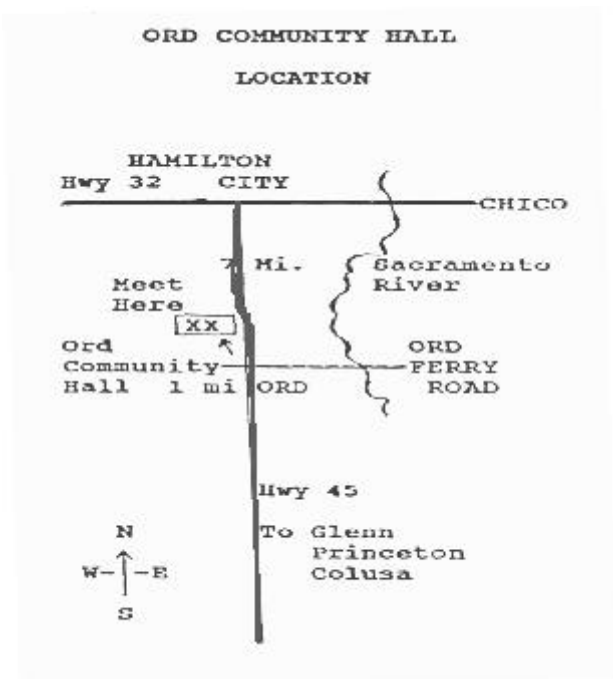 ORD COMMUNITY HALL
LOCATION
HAMILTON
Hwy 32 CITY
CHICO
7 Mi.
Sacramento
River
Meet
Here
XX
Ord
Community
Hall 1 mi
ORD
ORD
FERRY
ROAD
Hwy 45
To Glenn
Princeton
Colusa
N
W E
S